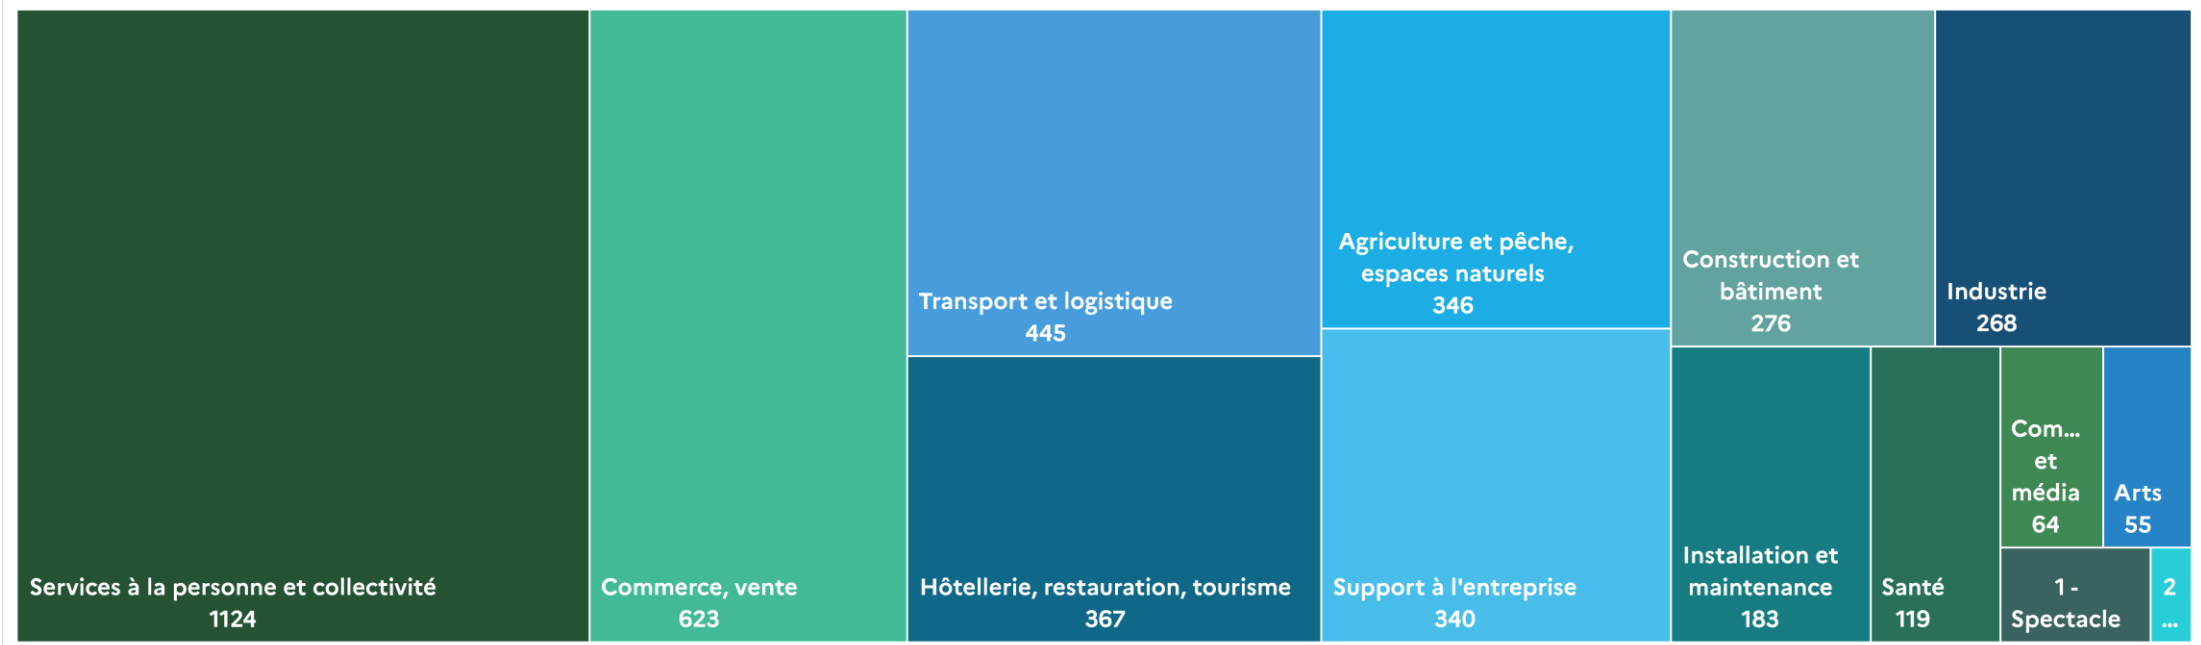 Services à la personne et collectivité
1124
Commerce, vente
623
Transport et logistique
445
Hôtellerie, restauration, tourisme
367
Agriculture et pêche,
espaces naturels
346
Support à l'entreprise
340
Construction et
bâtiment
276
Industrie
268
Installation et
maintenance
183
Santé
119
Com...
et
média
64
Arts
55
1 -
Spectacle
2
...